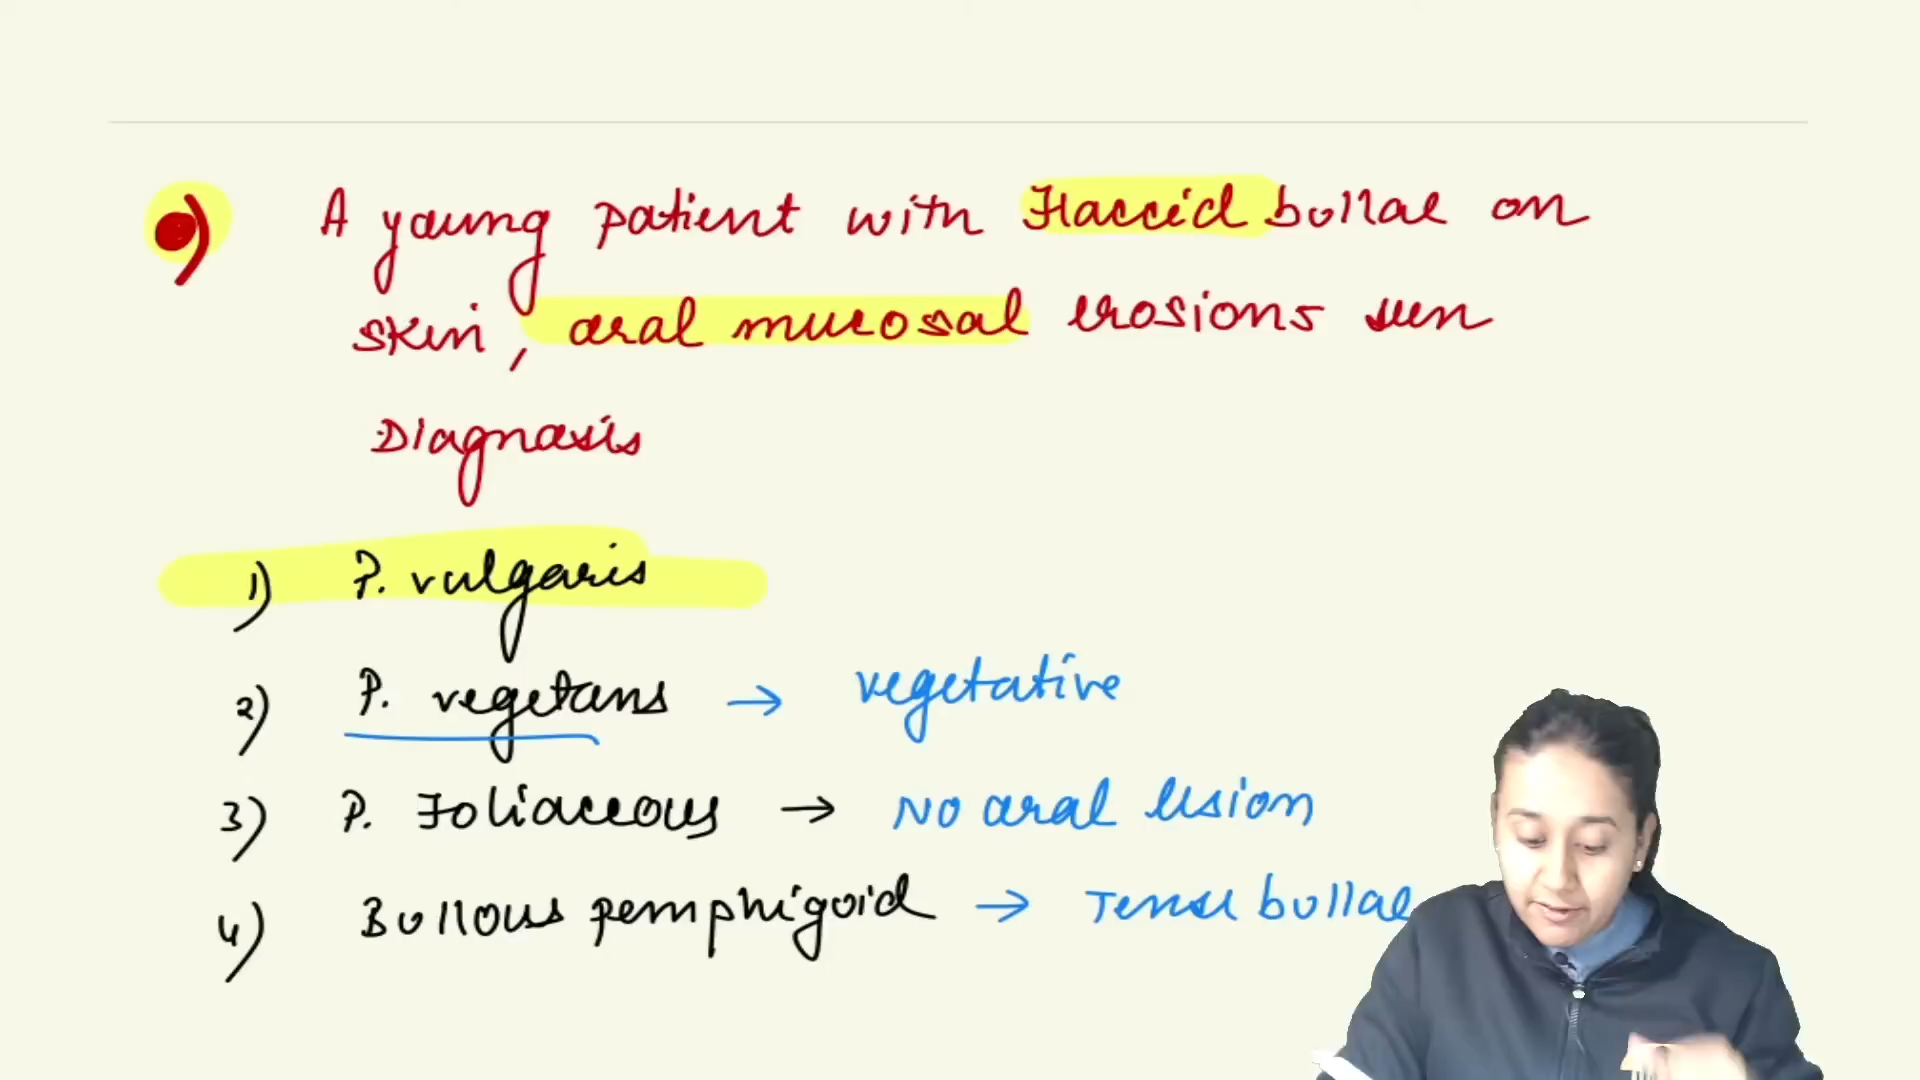 A young patient with Flaccid bullae on
skin, oral mucosal erosions seen
Diagnosis
1) P. vulgaris
2) P. vegetans → vegetative
3) P. Foliaceous → No oral lesion
4) Bullous pemphigoid → Tense bullae